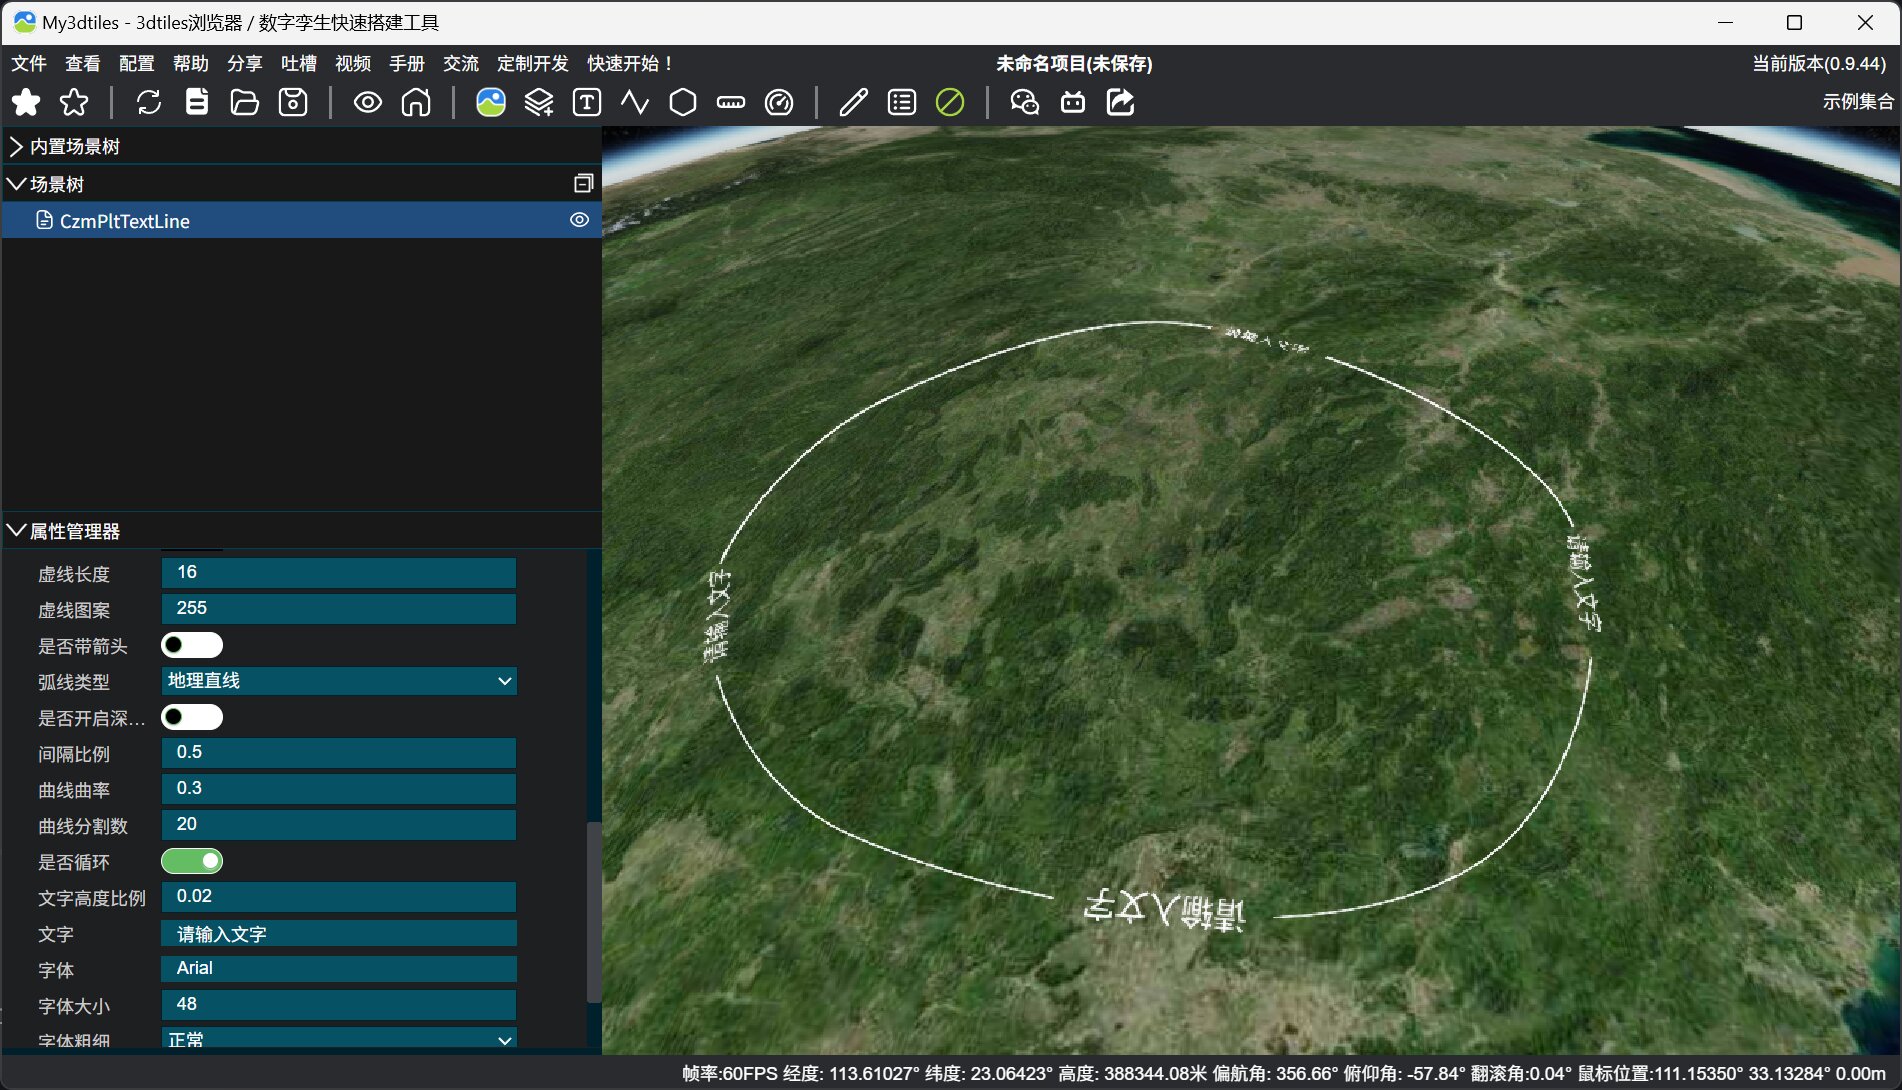 My3dtiles - 3dtiles浏览器 / 数字孪生快速搭建工具
文件 查看 配置 帮助 分享 吐槽 视频 手册 交流 定制开发 快速开始！ 未命名项目(未保存) 当前版本(0.9.44)
示例集合
内置场景树
场景树
CzmPltTextLine
属性管理器
虚线长度 16
虚线图案 255
是否带箭头
弧线类型 地理直线
是否开启深...
间隔比例 0.5
曲线曲率 0.3
曲线分割数 20
是否循环
文字高度比例 0.02
文字 请输入文字
字体 Arial
字体大小 48
字体粗细 正常
请输入文字
请输入文字
请输入文字
请输入文字
帧率:60FPS 经度: 113.61027° 纬度: 23.06423° 高度: 388344.08米 偏航角: 356.66° 俯仰角: -57.84° 翻滚角:0.04° 鼠标位置:111.15350° 33.13284° 0.00m